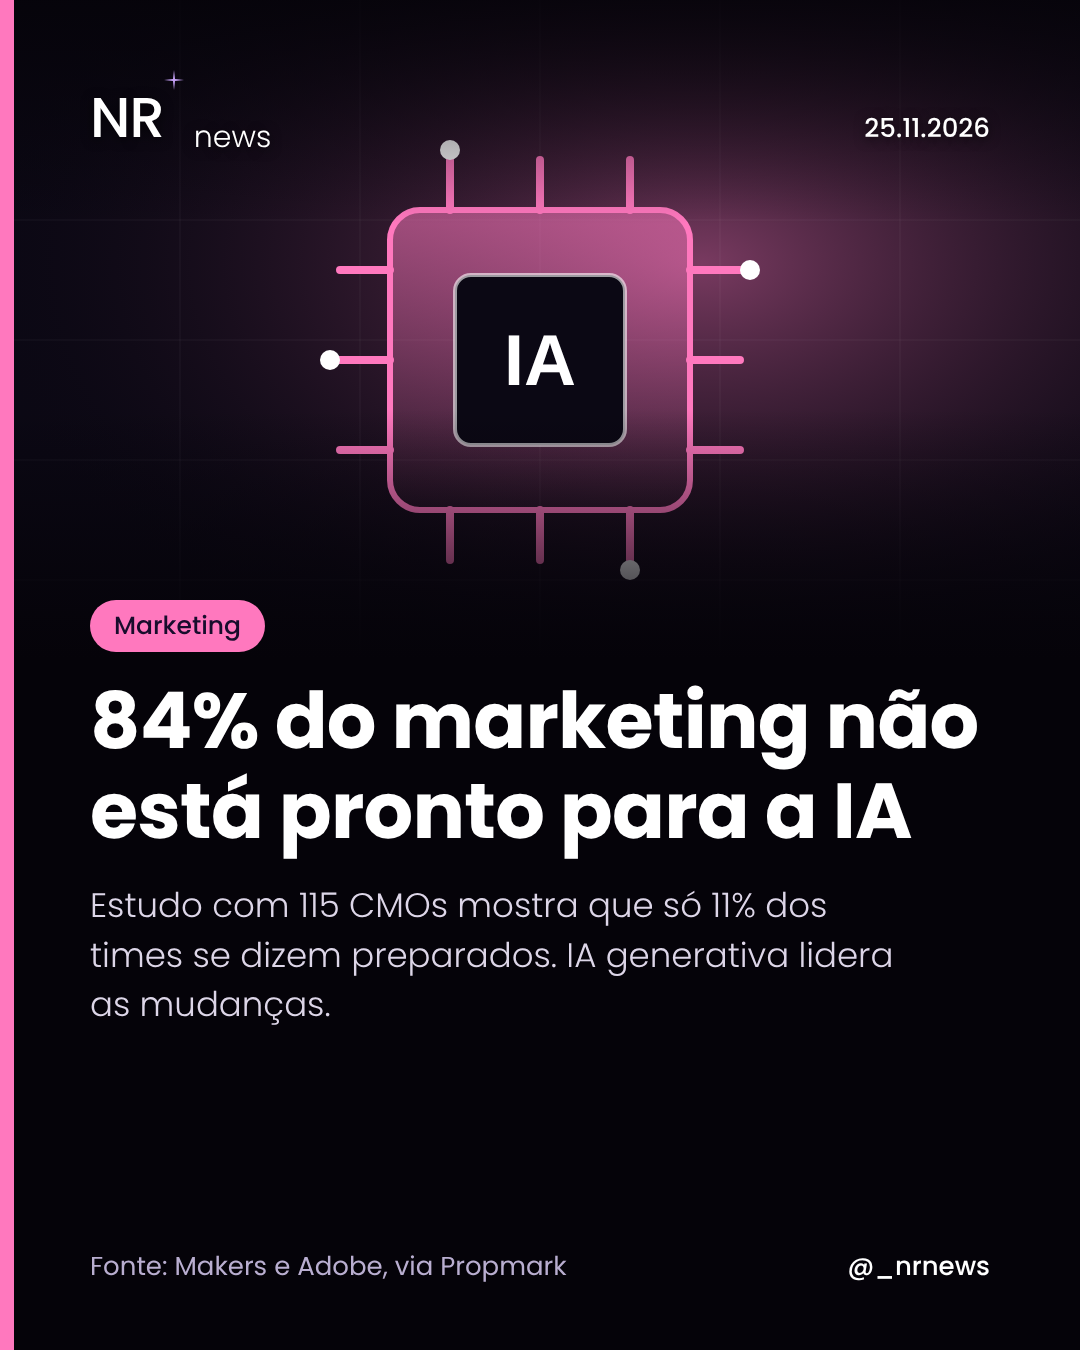 NR news
25.11.2026
IA
Marketing
84% do marketing não
está pronto para a IA
Estudo com 115 CMOs mostra que só 11% dos
times se dizem preparados. IA generativa lidera
as mudanças.
Fonte: Makers e Adobe, via Propmark
@_nrnews